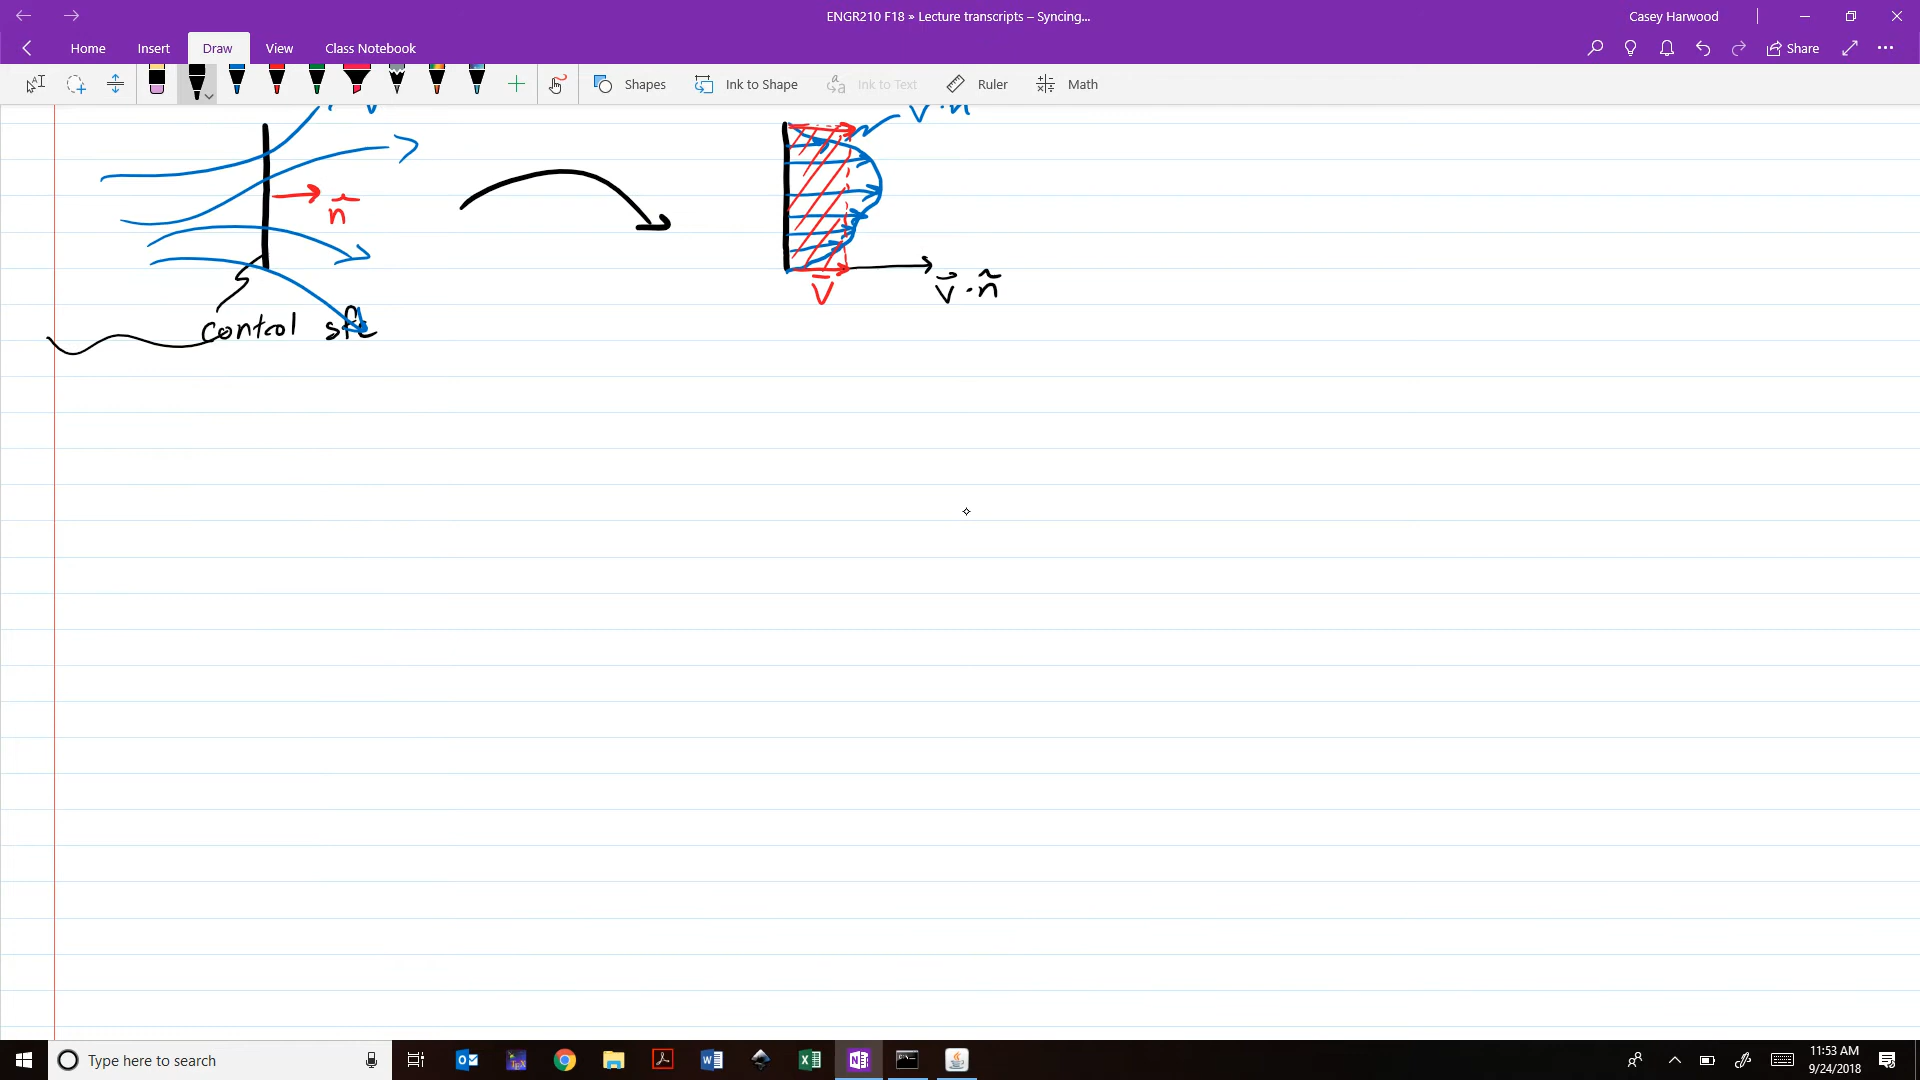 ENGR210 F18 » Lecture transcripts – Syncing...
Casey Harwood
Home Insert Draw View Class Notebook
Share
Shapes Ink to Shape Ink to Text Ruler Math
V⃗ · n̂
n̂
V̅
V⃗ · n̂
control sfc
Type here to search
11:53 AM
9/24/2018